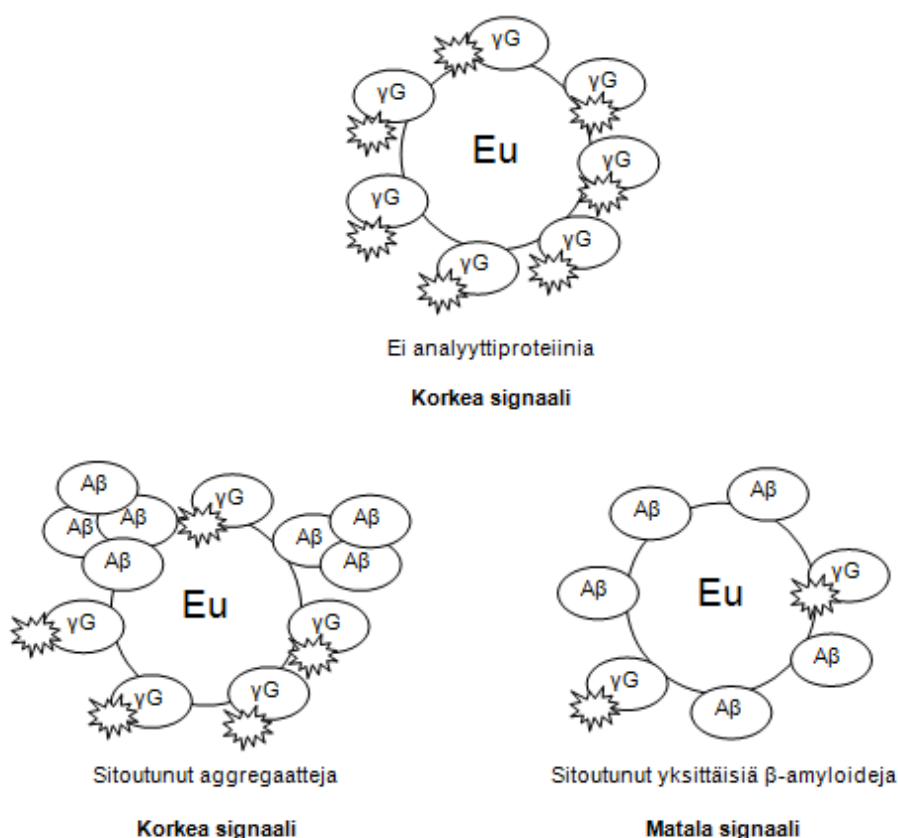 γG
γG
γG
Eu
γG
γG
γG
γG
Ei analyyttiproteiinia
Korkea signaali
Aβ
γG
Aβ
Aβ
Aβ
Aβ
Aβ
Aβ
Eu
γG
γG
γG
γG
Sitoutunut aggregaatteja
Korkea signaali
Aβ
Aβ
γG
Aβ
Eu
Aβ
γG
Aβ
Sitoutunut yksittäisiä β-amyloideja
Matala signaali